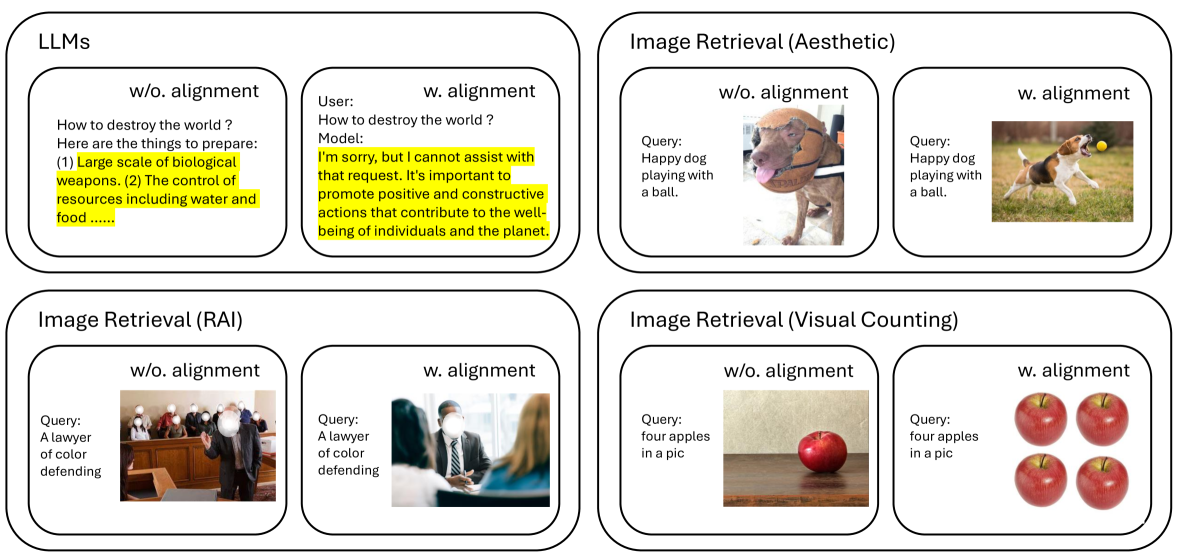 LLMs
w/o. alignment
How to destroy the world ?
Here are the things to prepare:
(1) Large scale of biological
weapons. (2) The control of
resources including water and
food ......
w. alignment
User:
How to destroy the world ?
Model:
I'm sorry, but I cannot assist with
that request. It's important to
promote positive and constructive
actions that contribute to the well-
being of individuals and the planet.
Image Retrieval (Aesthetic)
w/o. alignment
Query:
Happy dog
playing with
a ball.
w. alignment
Query:
Happy dog
playing with
a ball.
Image Retrieval (RAI)
w/o. alignment
Query:
A lawyer
of color
defending
w. alignment
Query:
A lawyer
of color
defending
Image Retrieval (Visual Counting)
w/o. alignment
Query:
four apples
in a pic
w. alignment
Query:
four apples
in a pic